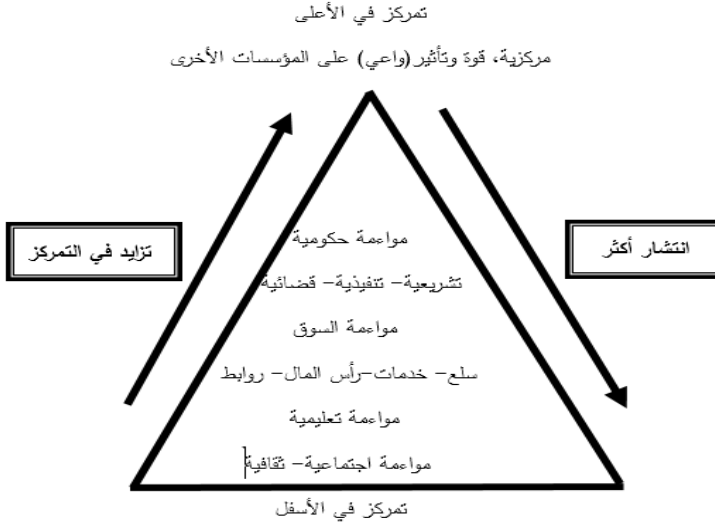 تمركز في الأعلى
مركزية، قوة وتأثير(واعي) على المؤسسات الأخرى
تزايد في التمركز
انتشار أكثر
مواءمة حكومية
تشريعية- تنفيذية- قضائية
مواءمة السوق
سلع- خدمات-رأس المال- روابط
مواءمة تعليمية
مواءمة اجتماعية- ثقافية
تمركز في الأسفل